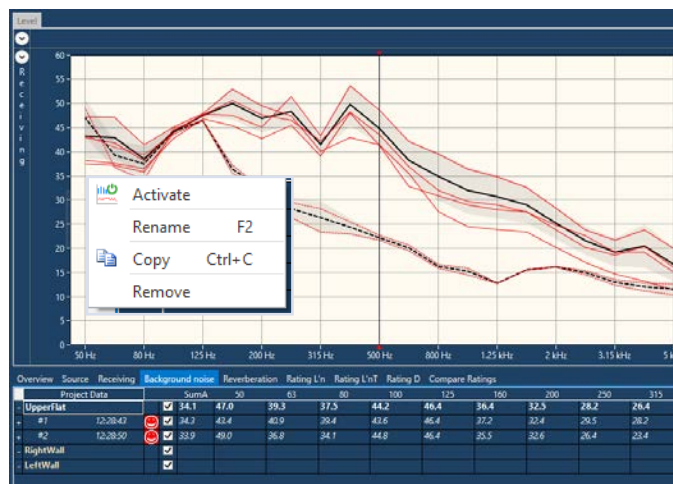 Level
Receiving
60
55
50
45
40
35
30
25
20
15
10
5
0
Activate
Rename F2
Copy Ctrl+C
Remove
50 Hz 80 Hz 125 Hz 200 Hz 315 Hz 500 Hz 800 Hz 1.25 kHz 2 kHz 3.15 kHz 5 k
Overview Source Receiving Background noise Reverberation Rating L'n Rating L'nT Rating D Compare Ratings
Project Data SumA 50 63 80 100 125 160 200 250 315
- UpperFlat 34.1 47.0 39.3 37.5 44.2 46.4 36.4 32.5 28.2 26.4
+ #1 12:28:43 34.3 43.4 40.9 39.4 43.6 46.4 37.2 32.4 29.5 28.2
+ #2 12:28:50 33.9 49.0 36.8 34.1 44.8 46.4 35.5 32.6 26.4 23.4
- RightWall
- LeftWall